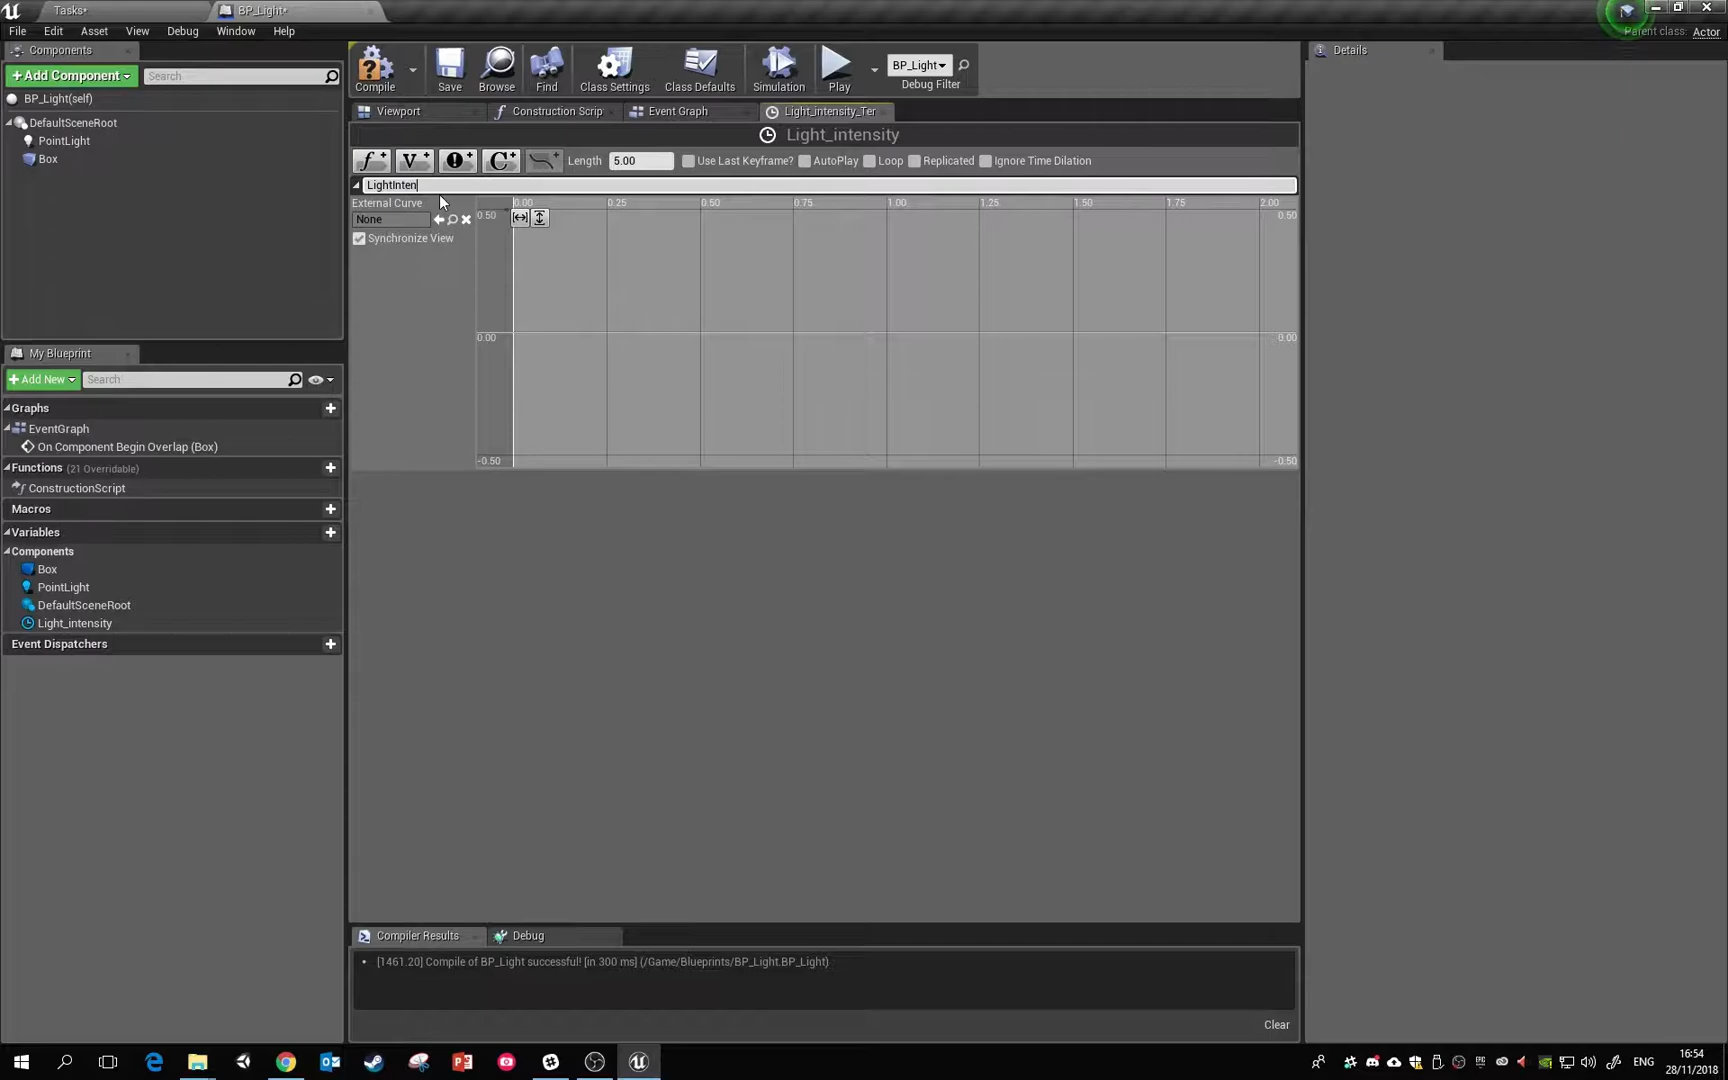 Tasks*
BP_Light*
File Edit Asset View Debug Window Help
Parent class: Actor
Components
+Add Component
Search
BP_Light(self)
DefaultSceneRoot
PointLight
Box
Compile
Save
Browse
Find
Class Settings
Class Defaults
Simulation
Play
BP_Light
Debug Filter
Details
Viewport
Construction Scrip
Event Graph
Light_intensity_Ter
Light_intensity
Length 5.00 Use Last Keyframe? AutoPlay Loop Replicated Ignore Time Dilation
LightInten
External Curve
None
Synchronize View
0.00 0.25 0.50 0.75 1.00 1.25 1.50 1.75 2.00
0.50 0.50
0.00 0.00
-0.50 -0.50
My Blueprint
+Add New
Search
Graphs
EventGraph
On Component Begin Overlap (Box)
Functions (21 Overridable)
ConstructionScript
Macros
Variables
Components
Box
PointLight
DefaultSceneRoot
Light_intensity
Event Dispatchers
Compiler Results
Debug
[1461.20] Compile of BP_Light successful! [in 300 ms] (/Game/Blueprints/BP_Light.BP_Light)
Clear
ENG
16:54
28/11/2018